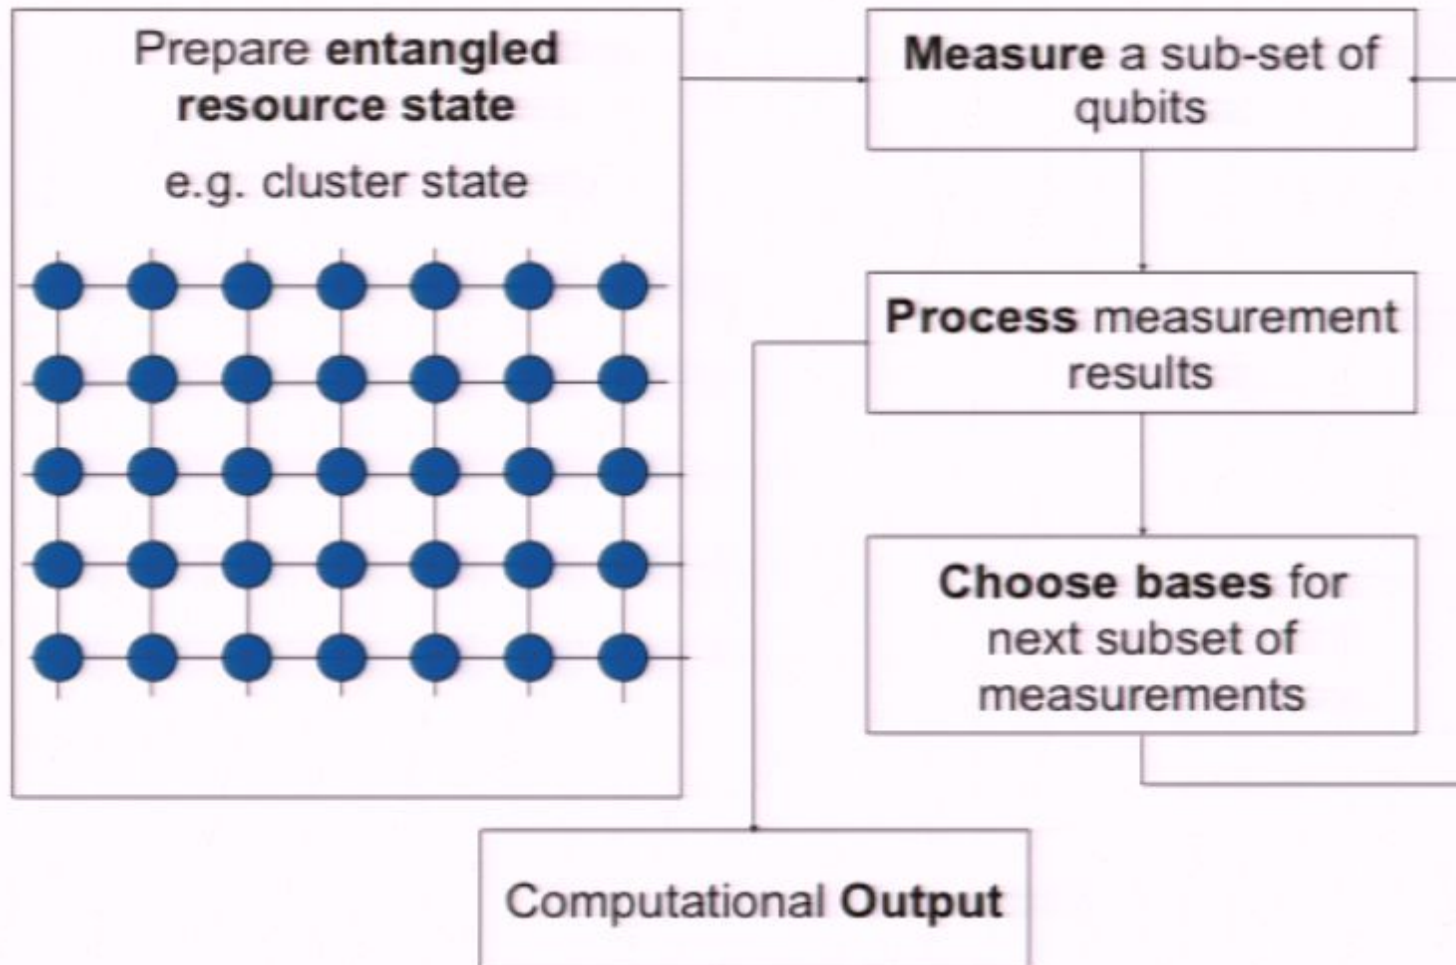 Prepare entangled
resource state
e.g. cluster state
Measure a sub-set of
qubits
Process measurement
results
Choose bases for
next subset of
measurements
Computational Output